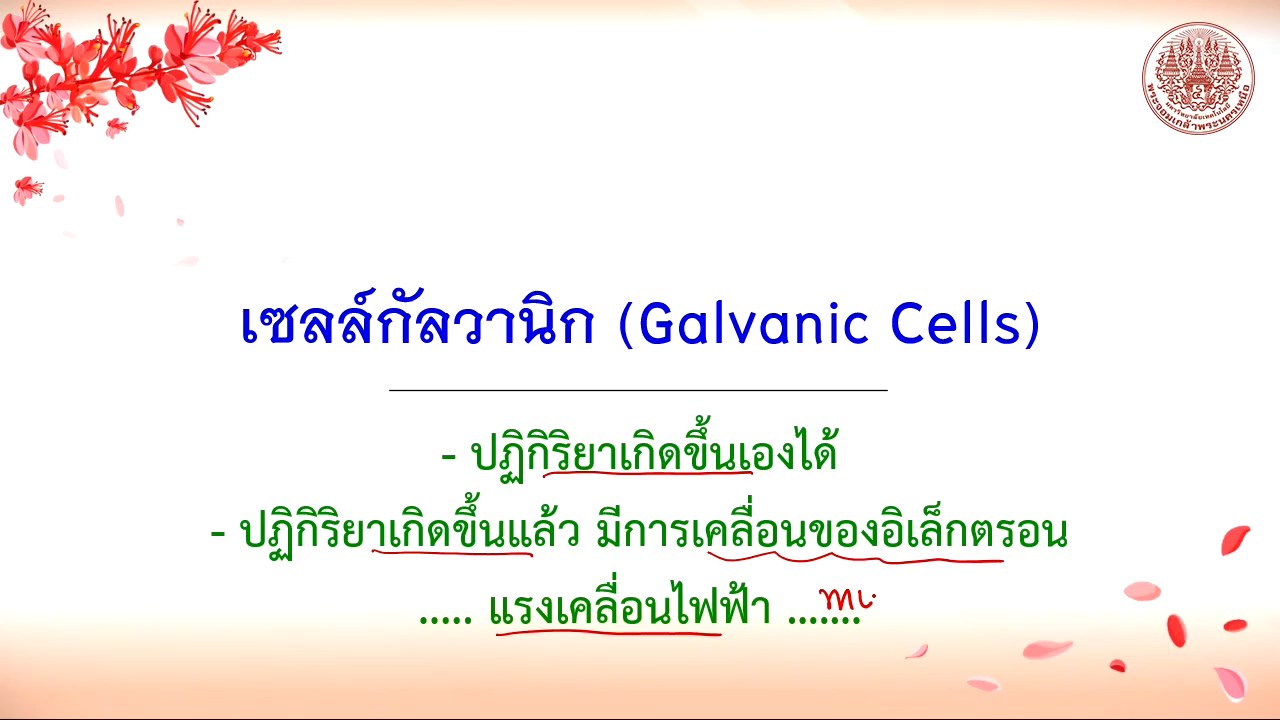 เซลล์กัลวานิก (Galvanic Cells)
- ปฏิกิริยาเกิดขึ้นเองได้
- ปฏิกิริยาเกิดขึ้นแล้ว มีการเคลื่อนของอิเล็กตรอน
..... แรงเคลื่อนไฟฟ้า .......